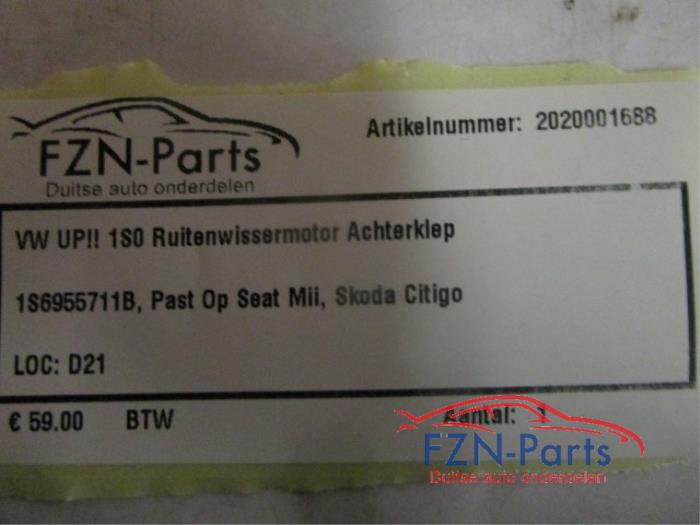 Artikelnummer: 2020001688
FZN-Parts
Duitse auto onderdelen
VW UP!! 1S0 Ruitenwissermotor Achterklep
1S6955711B, Past Op Seat Mii, Skoda Citigo
LOC: D21
€ 59.00 BTW Aantal:
FZN-Parts
Duitse auto onderdelen